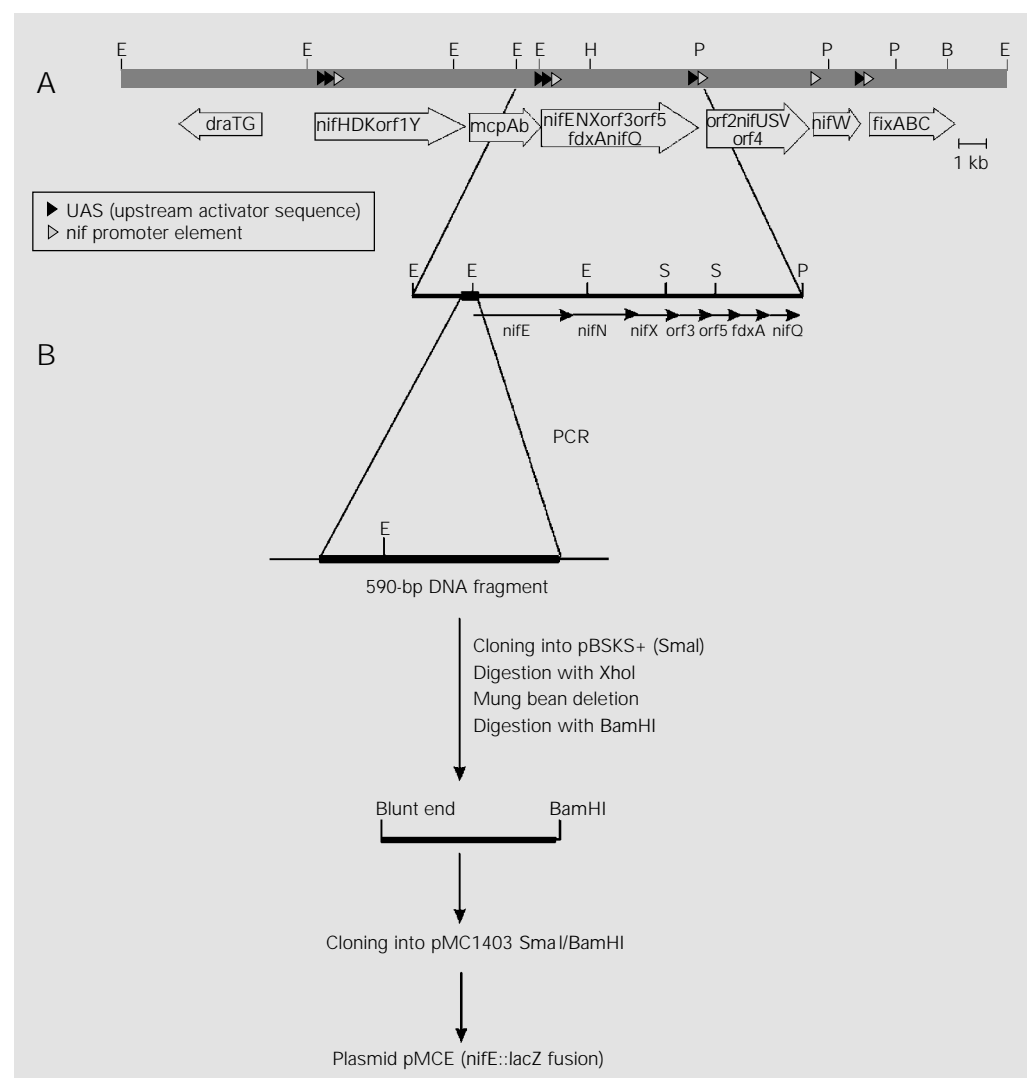 E E E E E H P P P B E
A
draTG
nifHDKorf1Y
mcpAb
nifENXorf3orf5
fdxAnifQ
orf2nifUSV
orf4
nifW
fixABC
1 kb
UAS (upstream activator sequence)
nif promoter element
E E E S S P
nifE nifN nifX orf3 orf5 fdxA nifQ
B
PCR
E
590-bp DNA fragment
Cloning into pBSKS+ (SmaI)
Digestion with XhoI
Mung bean deletion
Digestion with BamHI
Blunt end BamHI
Cloning into pMC1403 SmaI/BamHI
Plasmid pMCE (nifE::lacZ fusion)